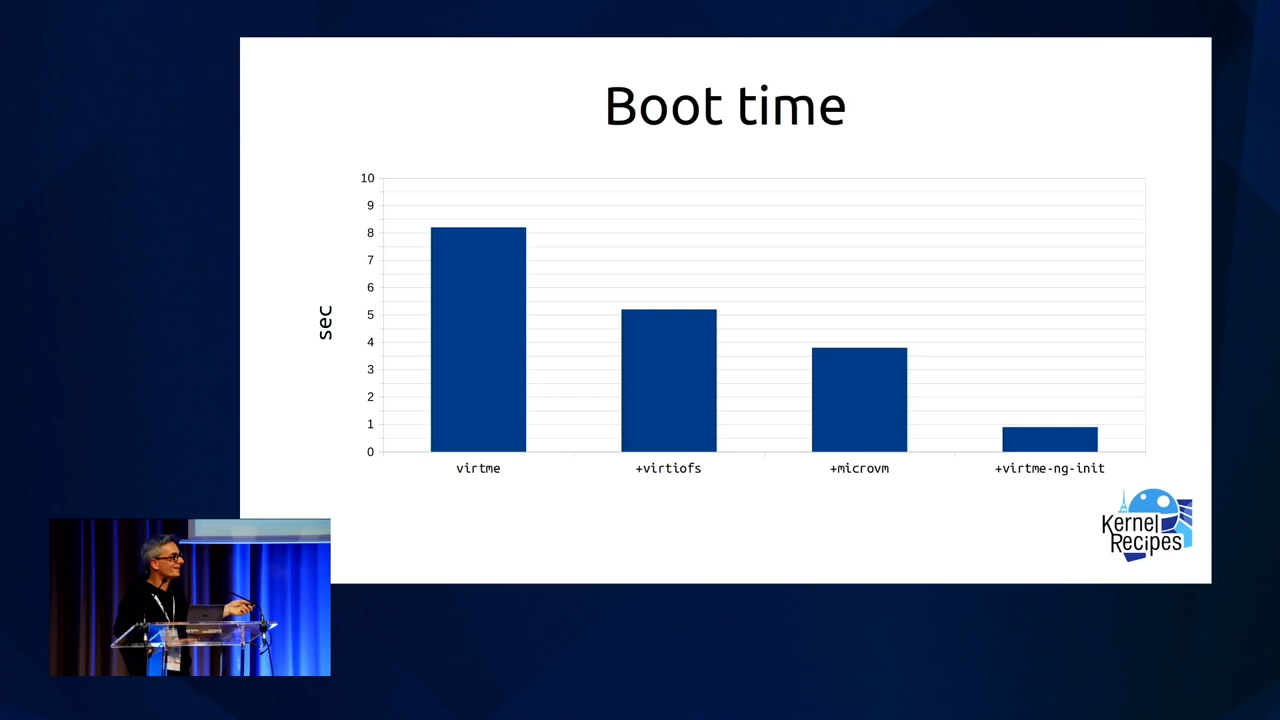 Boot time
10
9
8
7
6
5
4
3
2
1
0
sec
virtme
+virtiofs
+microvm
+virtme-ng-init
Kernel
Recipes